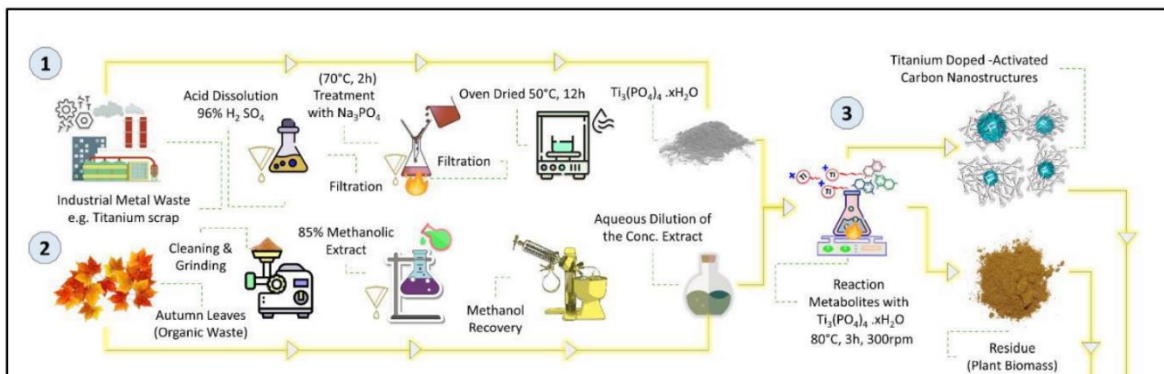 1
Industrial Metal Waste
e.g. Titanium scrap
Acid Dissolution
96% H₂ SO₄
Filtration
(70°C, 2h)
Treatment
with Na₃PO₄
Filtration
Oven Dried 50°C, 12h
Ti₃(PO₄)₄ .xH₂O
2
Autumn Leaves
(Organic Waste)
Cleaning &
Grinding
85% Methanolic
Extract
Methanol
Recovery
Aqueous Dilution of
the Conc. Extract
3
Ti
Ti
Reaction
Metabolites with
Ti₃(PO₄)₄ .xH₂O
80°C, 3h, 300rpm
Titanium Doped -Activated
Carbon Nanostructures
Residue
(Plant Biomass)